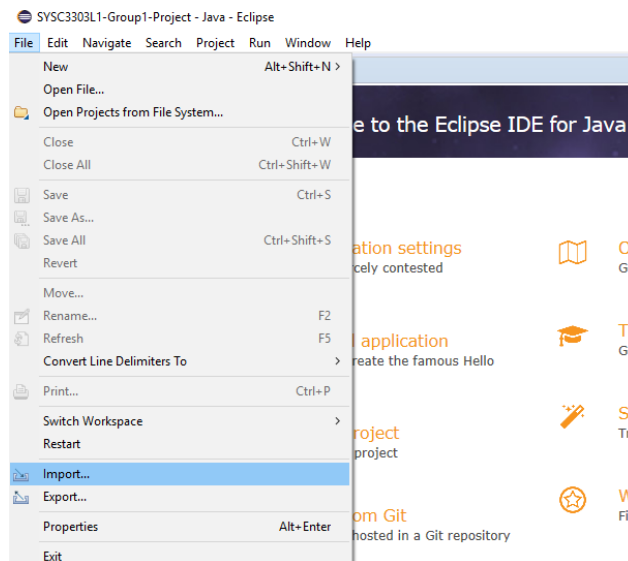 SYSC3303L1-Group1-Project - Java - Eclipse
File Edit Navigate Search Project Run Window Help
New Alt+Shift+N >
Open File...
Open Projects from File System...
Close Ctrl+W
Close All Ctrl+Shift+W
Save Ctrl+S
Save As...
Save All Ctrl+Shift+S
Revert
Move...
Rename... F2
Refresh F5
Convert Line Delimiters To >
Print... Ctrl+P
Switch Workspace >
Restart
Import...
Export...
Properties Alt+Enter
Exit
e to the Eclipse IDE for Java
ation settings
rcely contested
l application
reate the famous Hello
roject
project
om Git
hosted in a Git repository
G
T
G
S
Tr
W
Fi